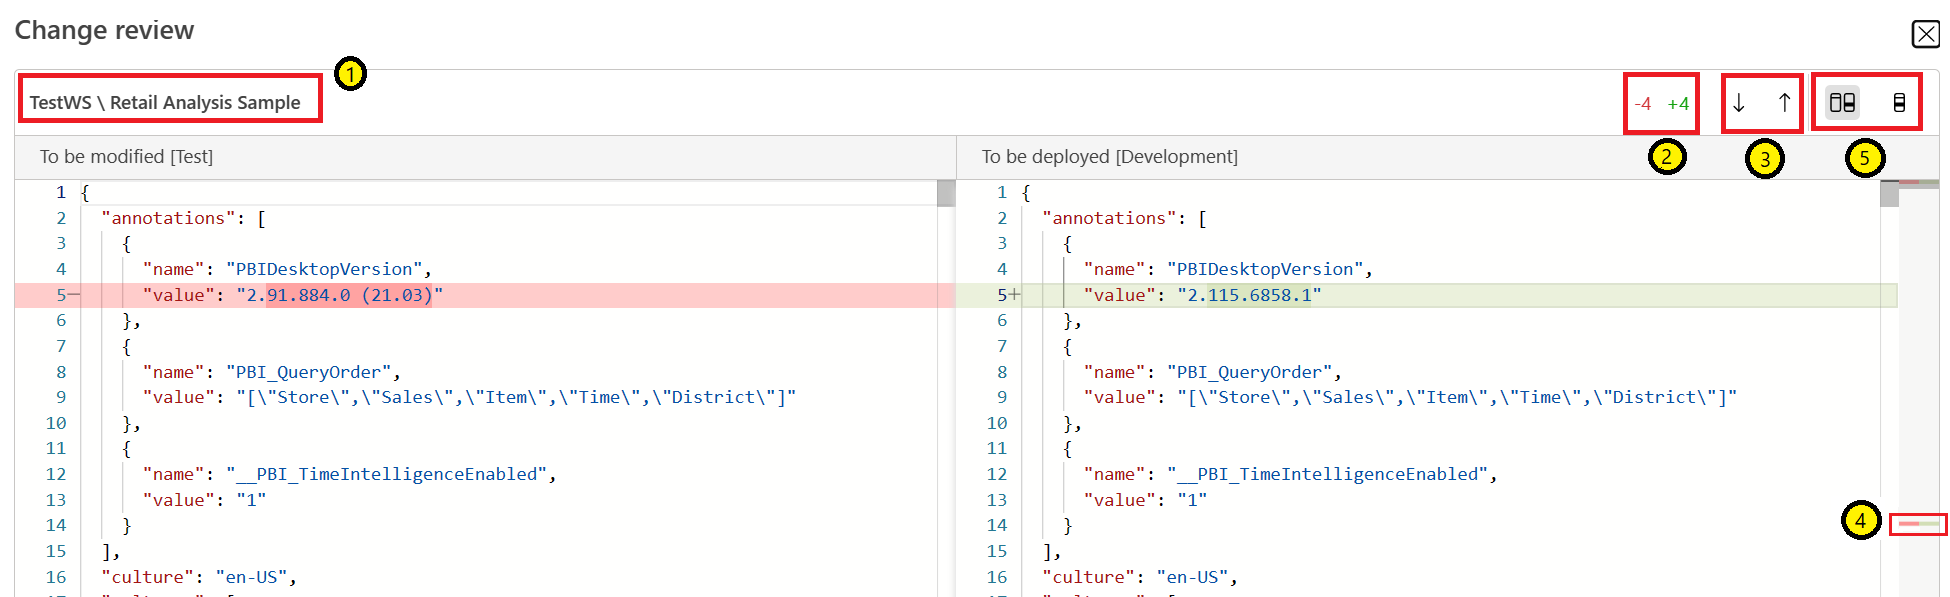 Change review
1
TestWS \ Retail Analysis Sample
-4 +4
2
3
5
To be modified [Test]
1 {
2 "annotations": [
3 {
4 "name": "PBIDesktopVersion",
5− "value": "2.91.884.0 (21.03)"
6 },
7 {
8 "name": "PBI_QueryOrder",
9 "value": "[\"Store\",\"Sales\",\"Item\",\"Time\",\"District\"]"
10 },
11 {
12 "name": "__PBI_TimeIntelligenceEnabled",
13 "value": "1"
14 }
15 ],
16 "culture": "en-US",
To be deployed [Development]
1 {
2 "annotations": [
3 {
4 "name": "PBIDesktopVersion",
5+ "value": "2.115.6858.1"
6 },
7 {
8 "name": "PBI_QueryOrder",
9 "value": "[\"Store\",\"Sales\",\"Item\",\"Time\",\"District\"]"
10 },
11 {
12 "name": "__PBI_TimeIntelligenceEnabled",
13 "value": "1"
14 }
15 ],
16 "culture": "en-US",
4